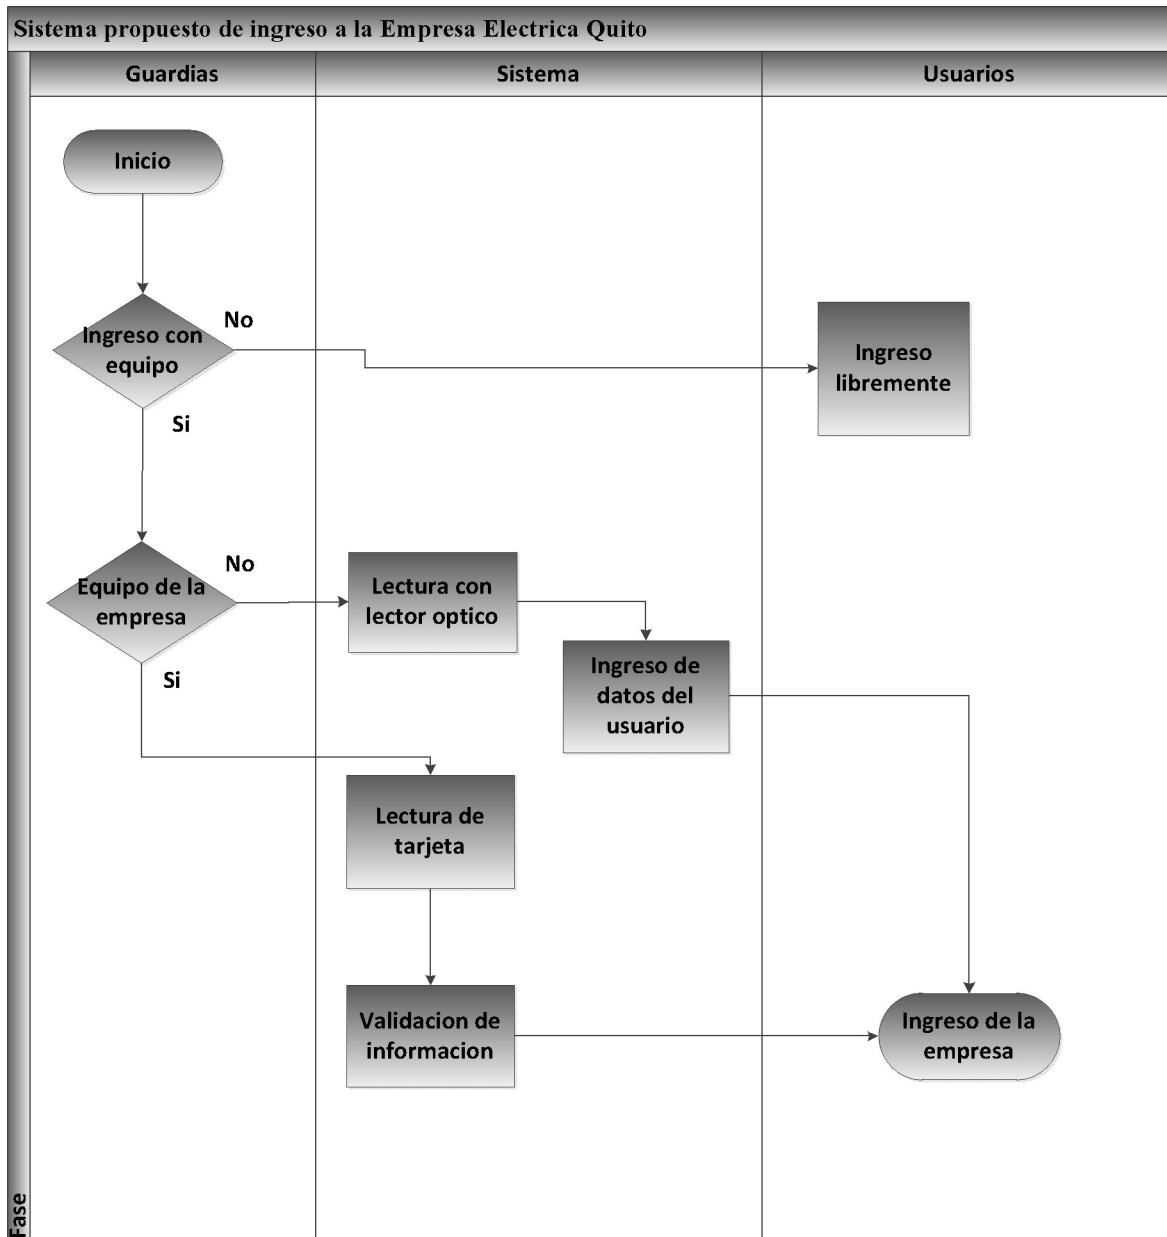 Sistema propuesto de ingreso a la Empresa Electrica Quito
Guardias
Sistema
Usuarios
Inicio
Ingreso con
equipo
No
Si
Ingreso
libremente
Equipo de la
empresa
No
Si
Lectura con
lector optico
Ingreso de
datos del
usuario
Lectura de
tarjeta
Validacion de
informacion
Ingreso de la
empresa
Fase